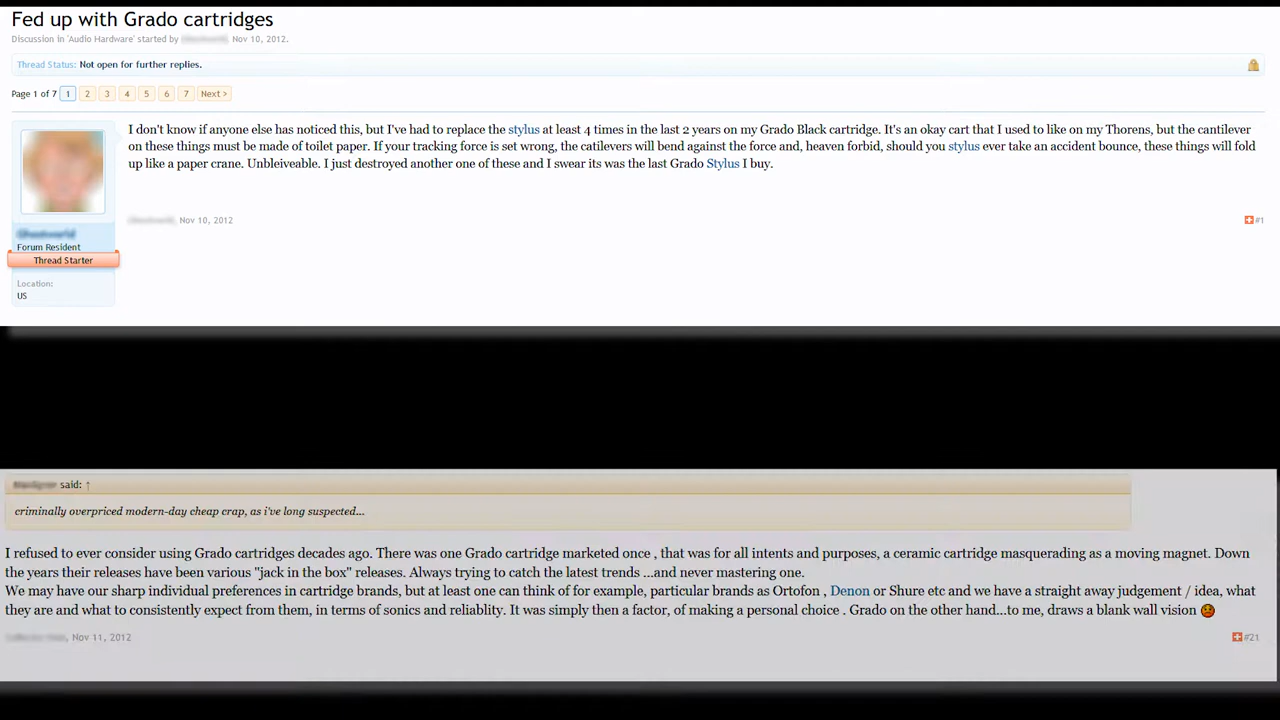 Fed up with Grado cartridges
Discussion in 'Audio Hardware' started by Nov 10, 2012.
Thread Status: Not open for further replies.
Page 1 of 7 1 2 3 4 5 6 7 Next >
I don't know if anyone else has noticed this, but I've had to replace the stylus at least 4 times in the last 2 years on my Grado Black cartridge. It's an okay cart that I used to like on my Thorens, but the cantilever
on these things must be made of toilet paper. If your tracking force is set wrong, the catilevers will bend against the force and, heaven forbid, should you stylus ever take an accident bounce, these things will fold
up like a paper crane. Unbleiveable. I just destroyed another one of these and I swear its was the last Grado Stylus I buy.
Nov 10, 2012
#1
Forum Resident
Thread Starter
Location:
US
said: ↑
criminally overpriced modern-day cheap crap, as i've long suspected...
I refused to ever consider using Grado cartridges decades ago. There was one Grado cartridge marketed once , that was for all intents and purposes, a ceramic cartridge masquerading as a moving magnet. Down
the years their releases have been various "jack in the box" releases. Always trying to catch the latest trends ...and never mastering one.
We may have our sharp individual preferences in cartridge brands, but at least one can think of for example, particular brands as Ortofon , Denon or Shure etc and we have a straight away judgement / idea, what
they are and what to consistently expect from them, in terms of sonics and reliablity. It was simply then a factor, of making a personal choice . Grado on the other hand...to me, draws a blank wall vision
, Nov 11, 2012
#21